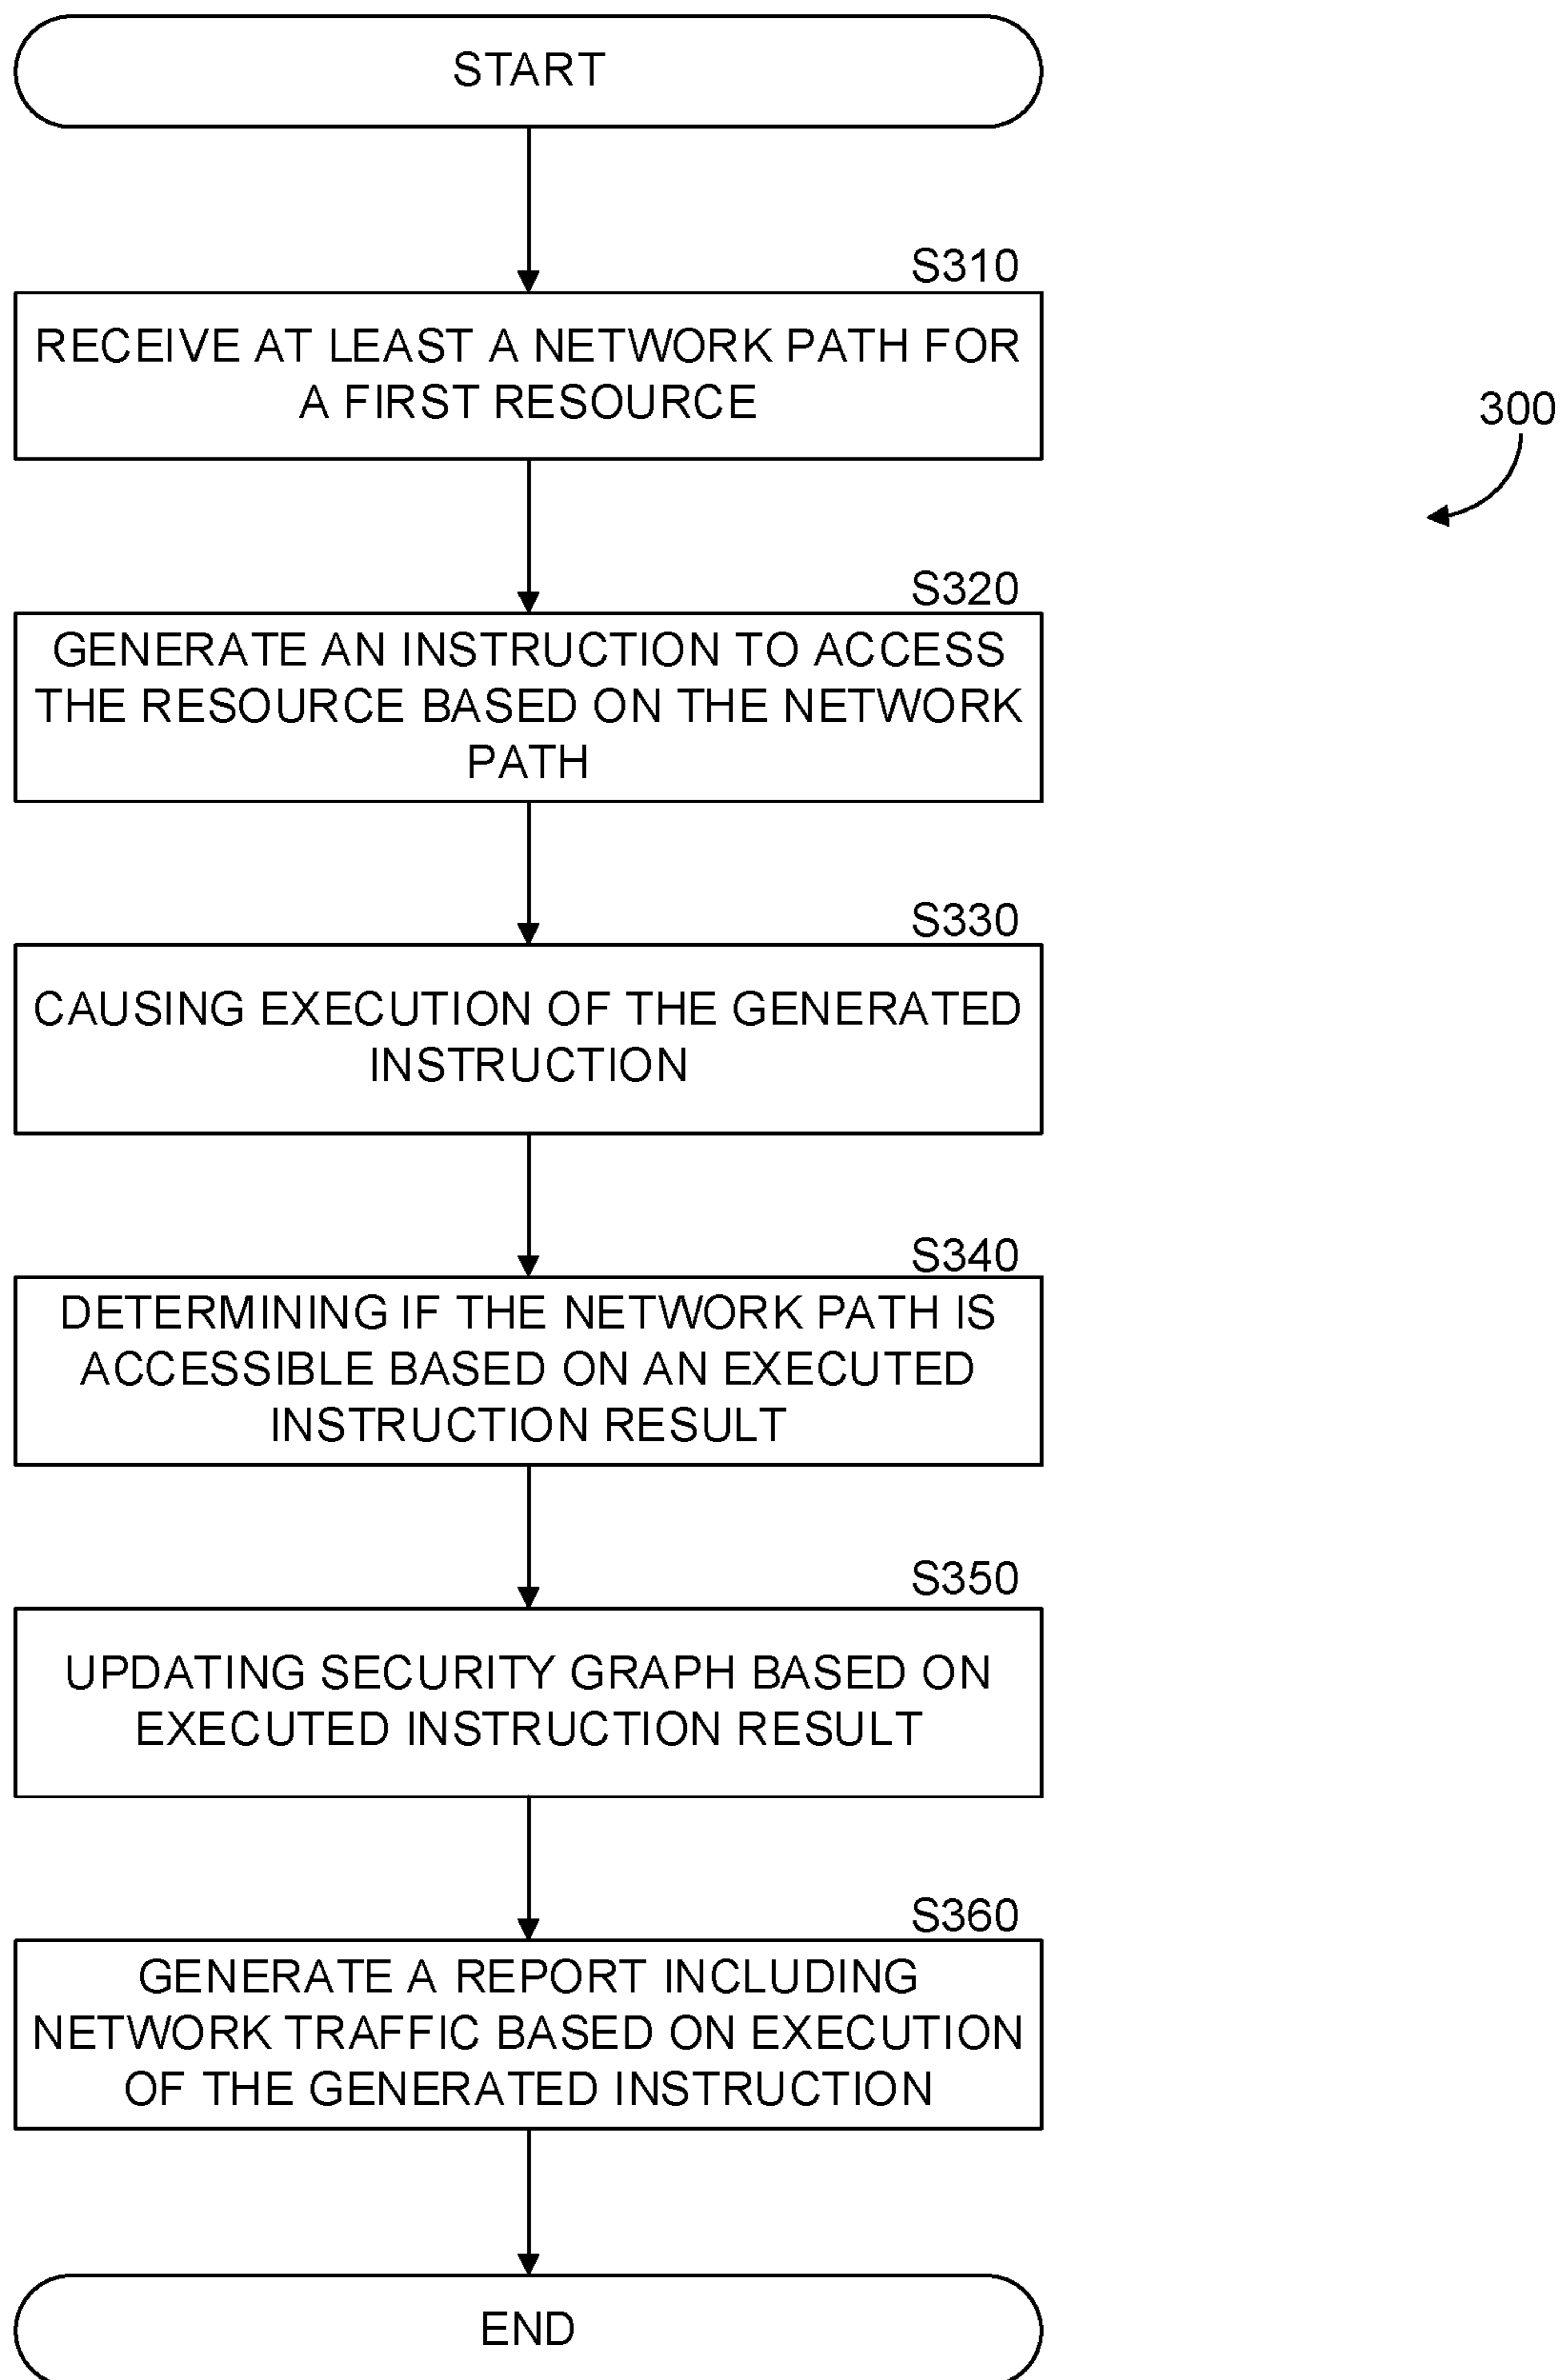 START
S310
RECEIVE AT LEAST A NETWORK PATH FOR
A FIRST RESOURCE
300
S320
GENERATE AN INSTRUCTION TO ACCESS
THE RESOURCE BASED ON THE NETWORK
PATH
S330
CAUSING EXECUTION OF THE GENERATED
INSTRUCTION
S340
DETERMINING IF THE NETWORK PATH IS
ACCESSIBLE BASED ON AN EXECUTED
INSTRUCTION RESULT
S350
UPDATING SECURITY GRAPH BASED ON
EXECUTED INSTRUCTION RESULT
S360
GENERATE A REPORT INCLUDING
NETWORK TRAFFIC BASED ON EXECUTION
OF THE GENERATED INSTRUCTION
END